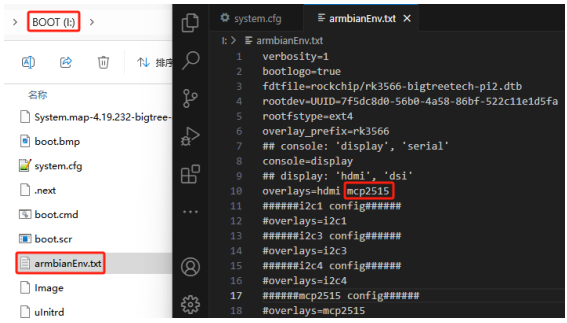 BOOT (I:)
排序
名称
System.map-4.19.232-bigtree-
boot.bmp
system.cfg
.next
boot.cmd
boot.scr
armbianEnv.txt
Image
uInitrd
system.cfg
armbianEnv.txt
I: > armbianEnv.txt
1 verbosity=1
2 bootlogo=true
3 fdtfile=rockchip/rk3566-bigtreetech-pi2.dtb
4 rootdev=UUID=7f5dc8d0-56b0-4a58-86bf-522c11e1d5fa
5 rootfstype=ext4
6 overlay_prefix=rk3566
7 ## console: 'display', 'serial'
8 console=display
9 ## display: 'hdmi', 'dsi'
10 overlays=hdmi mcp2515
11 ######i2c1 config######
12 #overlays=i2c1
13 ######i2c3 config######
14 #overlays=i2c3
15 ######i2c4 config######
16 #overlays=i2c4
17 ######mcp2515 config######
18 #overlays=mcp2515